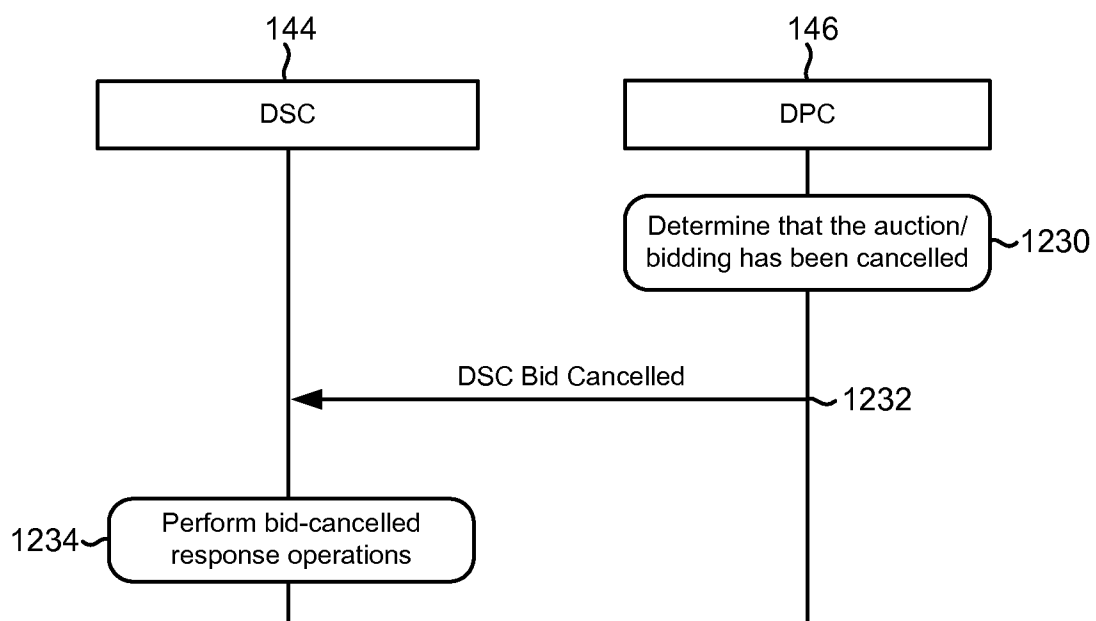 144
146
DSC
DPC
Determine that the auction/
bidding has been cancelled
1230
DSC Bid Cancelled
1232
Perform bid-cancelled
response operations
1234